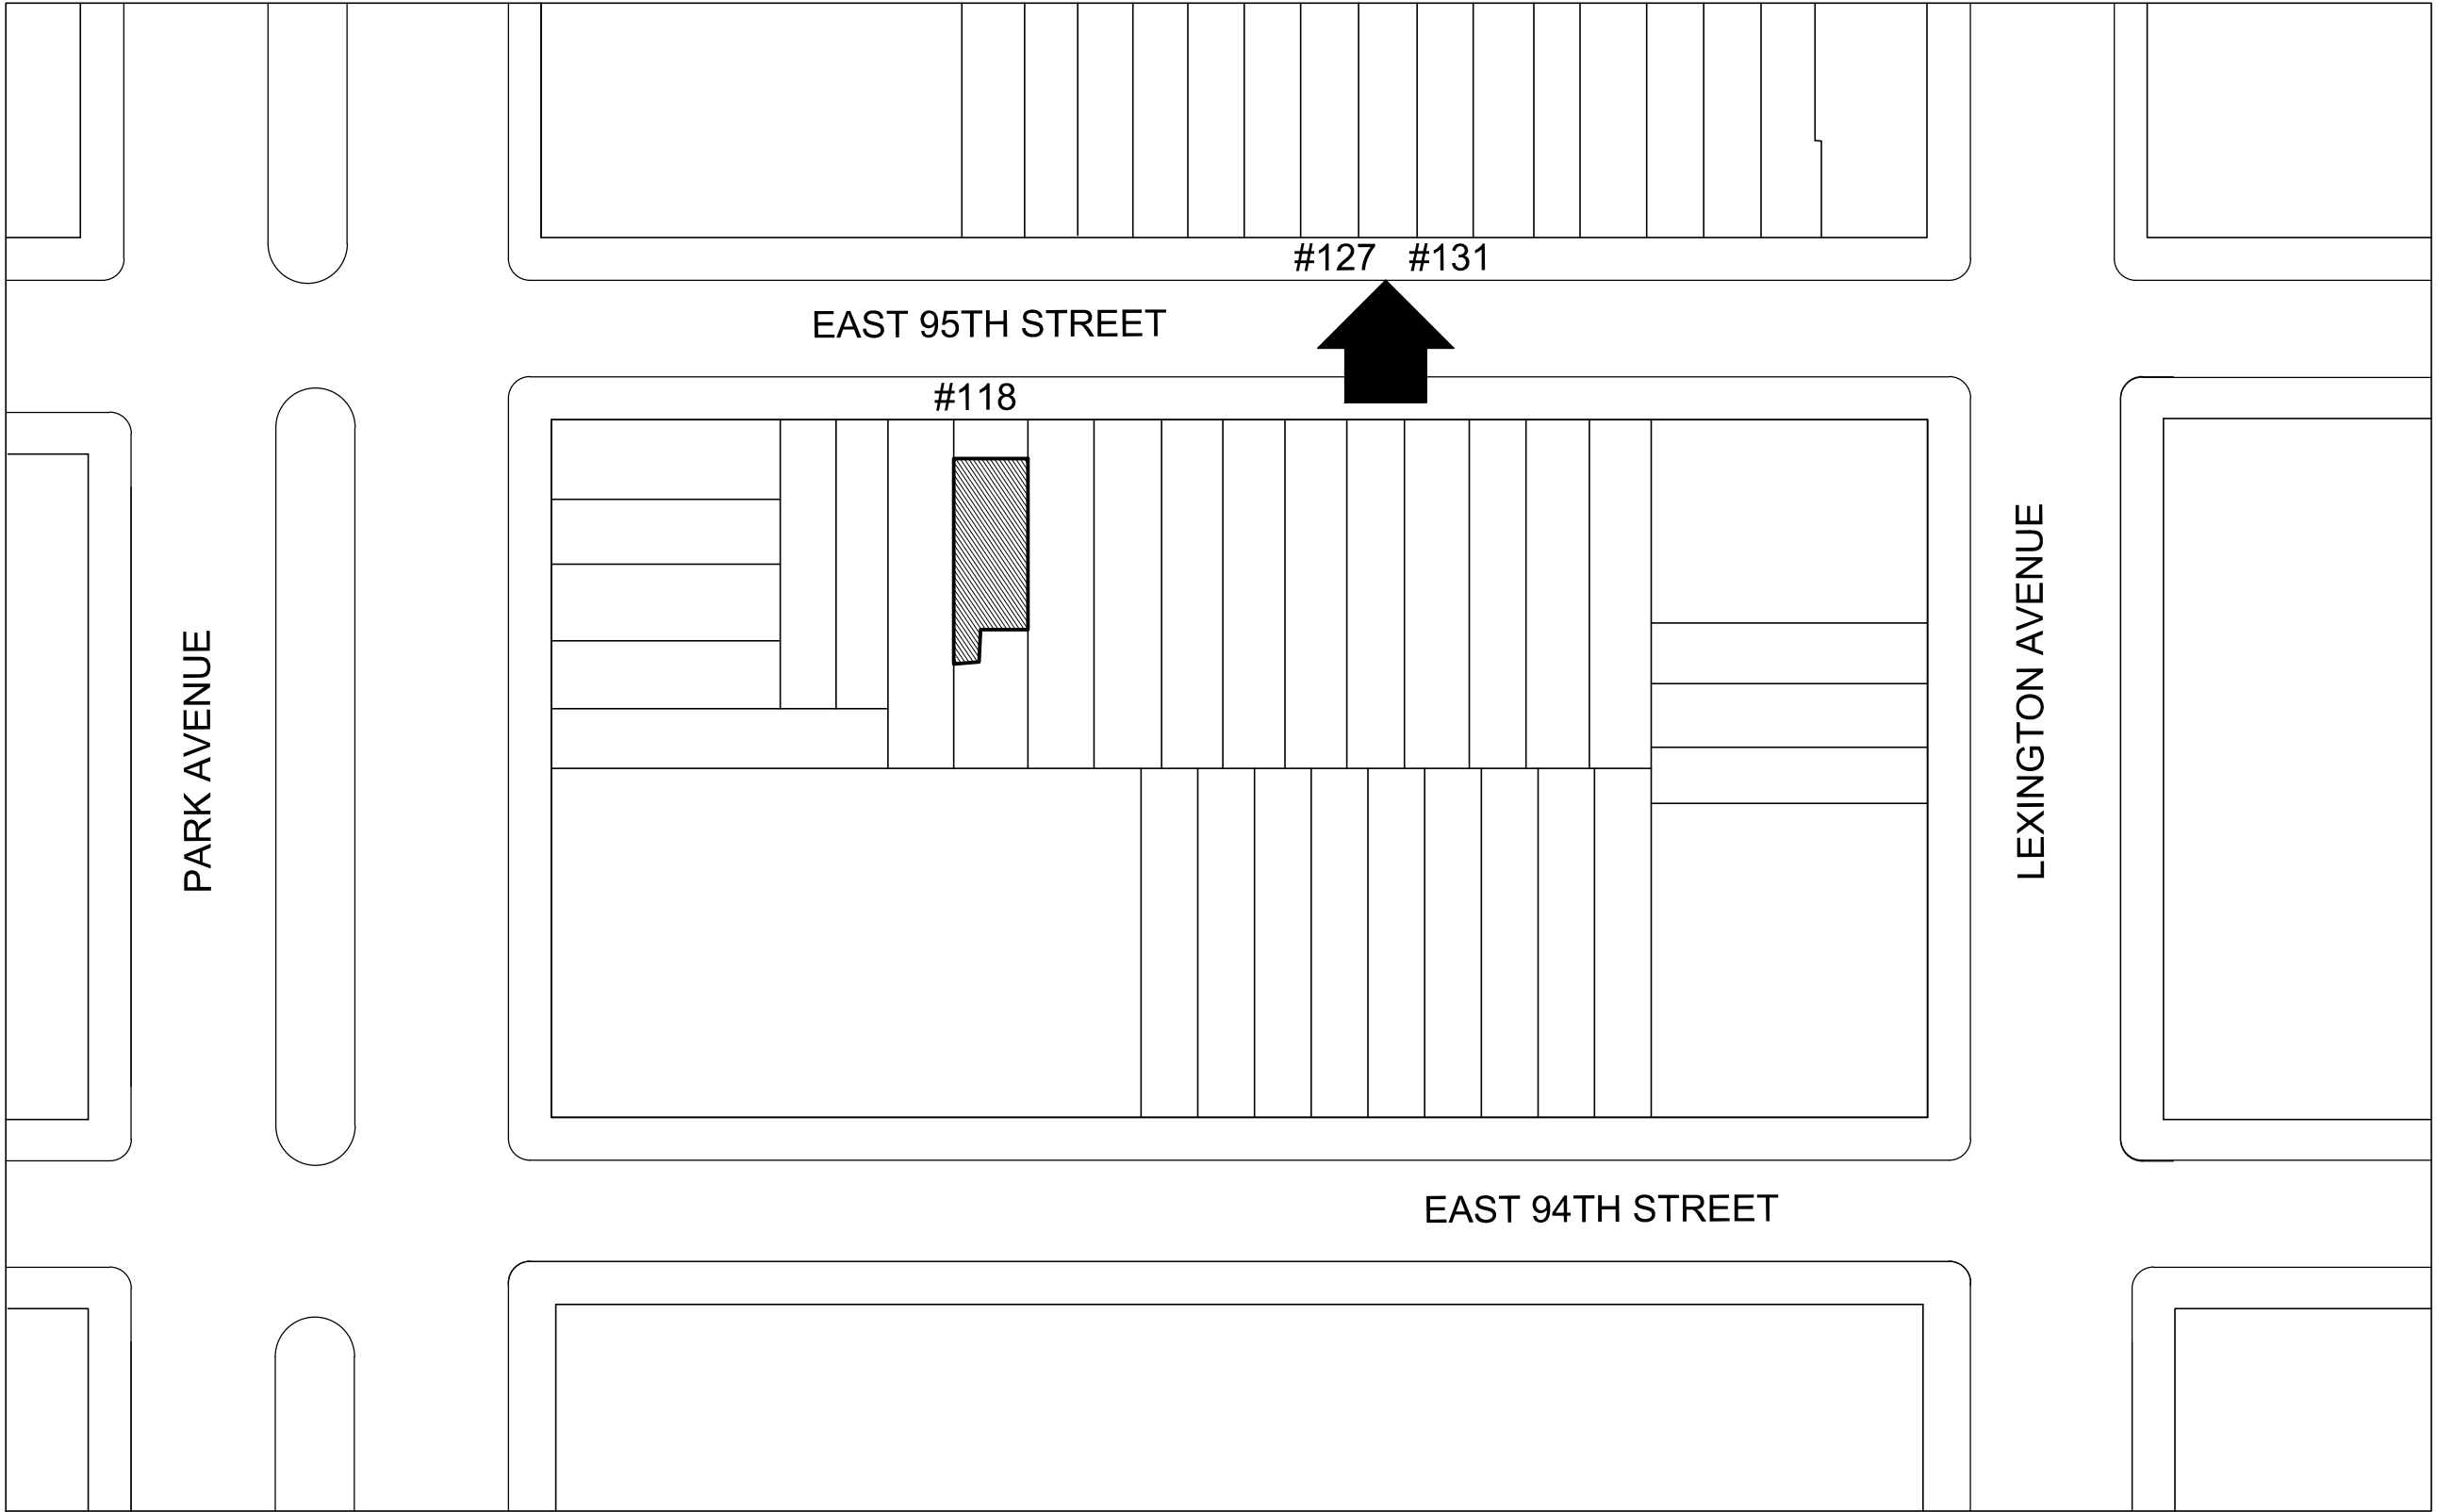 #127 #131
EAST 95TH STREET
#118
PARK AVENUE
LEXINGTON AVENUE
EAST 94TH STREET